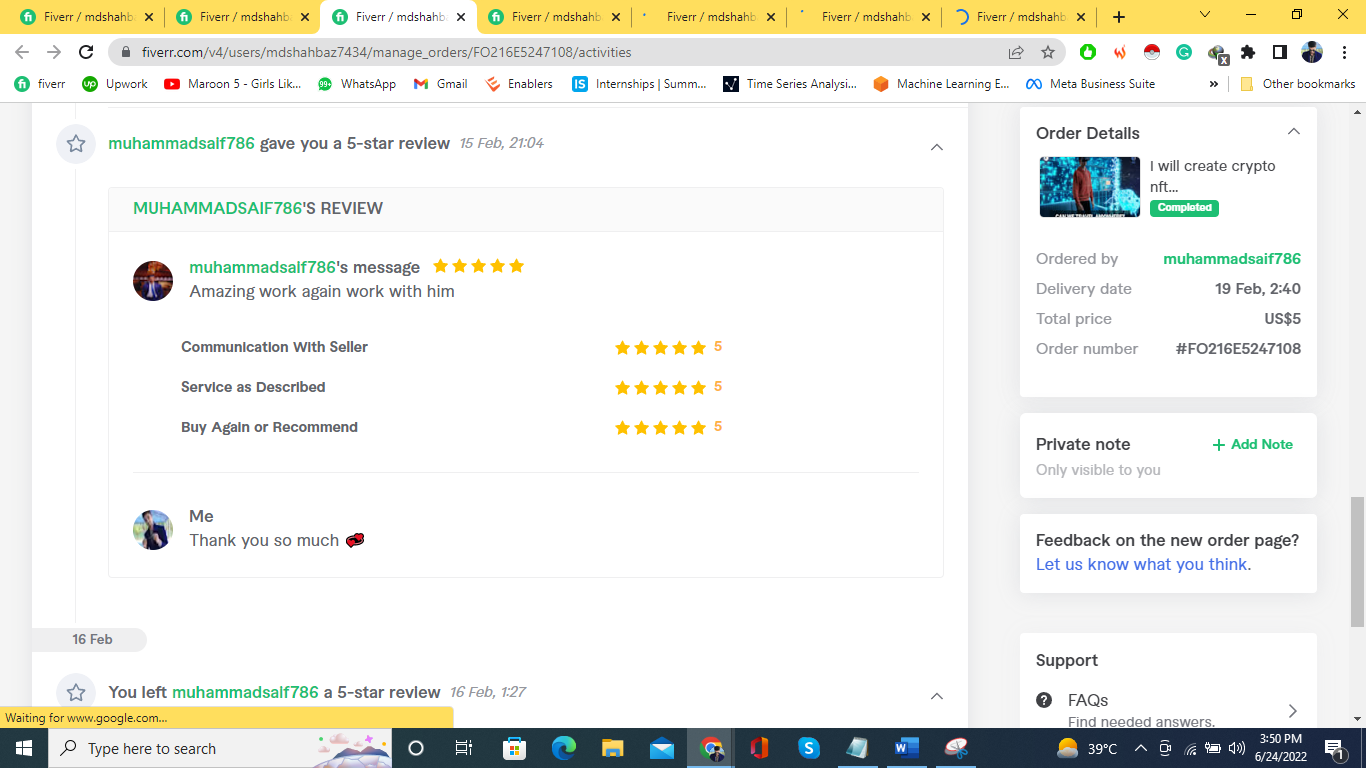 Fiverr / mdshahb
Fiverr / mdshahb
Fiverr / mdshahb
Fiverr / mdshahb
Fiverr / mdshahb
Fiverr / mdshahb
Fiverr / mdshahb
fiverr.com/v4/users/mdshahbaz7434/manage_orders/FO216E5247108/activities
fiverr
Upwork
Maroon 5 - Girls Lik...
99+
WhatsApp
Gmail
Enablers
IS
Internships | Summ...
Time Series Analysi...
Machine Learning E...
Meta Business Suite
»
Other bookmarks
muhammadsaIf786 gave you a 5-star review 15 Feb, 21:04
MUHAMMADSAIF786'S REVIEW
muhammadsaIf786's message
Amazing work again work with him
Communication With Seller 5
Service as Described 5
Buy Again or Recommend 5
Me
Thank you so much 💞
16 Feb
You left muhammadsaIf786 a 5-star review 16 Feb, 1:27
Order Details
I will create crypto
nft...
Completed
Ordered by muhammadsaif786
Delivery date 19 Feb, 2:40
Total price US$5
Order number #FO216E5247108
Private note + Add Note
Only visible to you
Feedback on the new order page?
Let us know what you think.
Support
FAQs
Find needed answers.
Waiting for www.google.com...
Type here to search
39°C
3:50 PM
6/24/2022
1